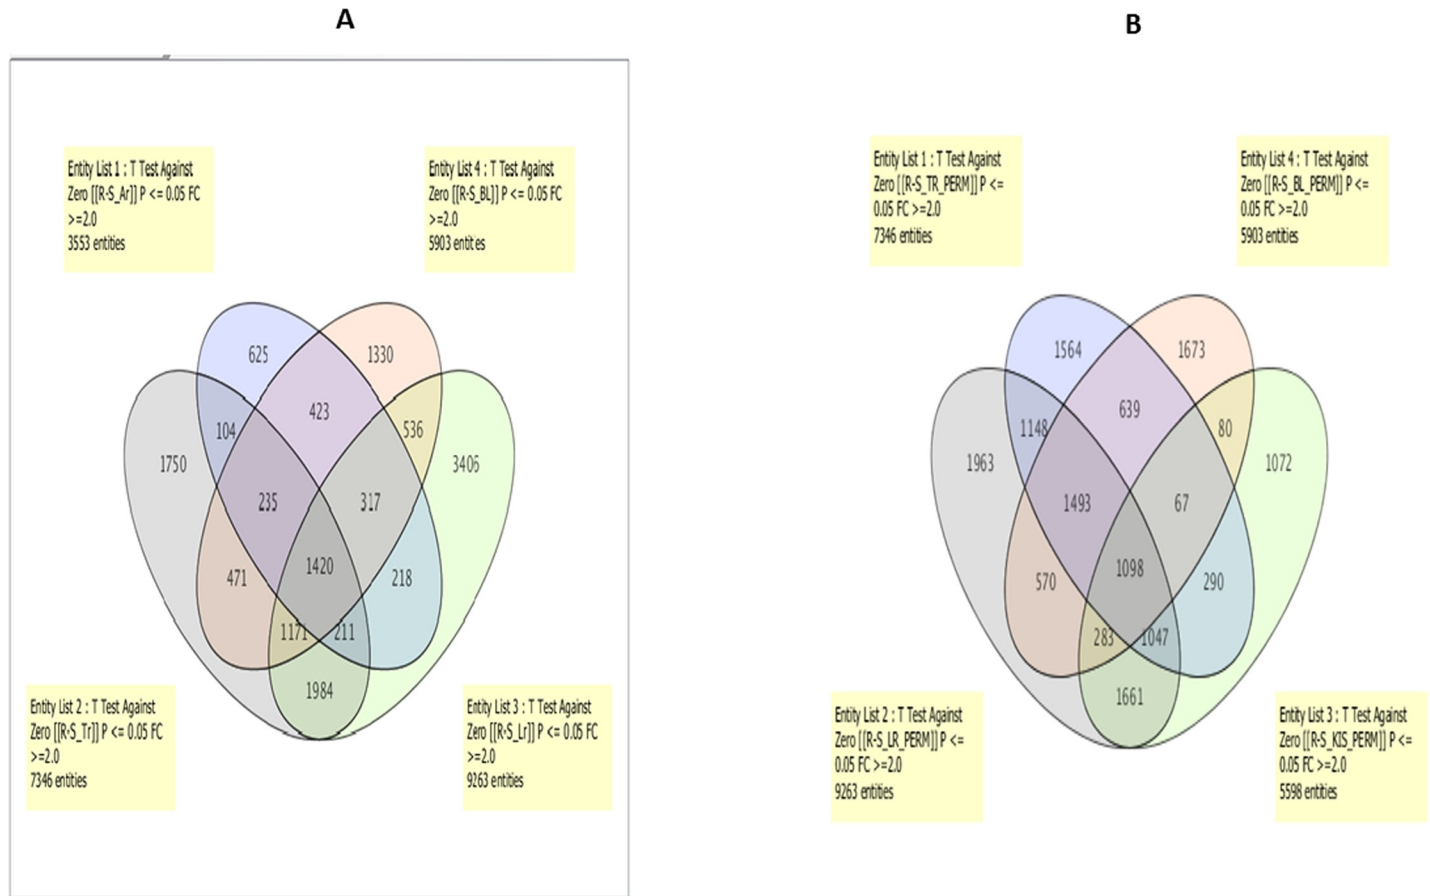 A
Entity List 1 : T Test Against
Zero [[R-S_Ar]] P <= 0.05 FC
>=2.0
3553 entities
Entity List 4 : T Test Against
Zero [[R-S_BL]] P <= 0.05 FC
>=2.0
5903 entities
625
1330
423
104
536
1750
3406
235
317
1420
471
218
1171
211
1984
Entity List 2 : T Test Against
Zero [[R-S_Tr]] P <= 0.05 FC
>=2.0
7346 entities
Entity List 3 : T Test Against
Zero [[R-S_Lr]] P <= 0.05 FC
>=2.0
9263 entities
B
Entity List 1 : T Test Against
Zero [[R-S_TR_PERM]] P <=
0.05 FC >=2.0
7346 entities
Entity List 4 : T Test Against
Zero [[R-S_BL_PERM]] P <=
0.05 FC >=2.0
5903 entities
1564
1673
639
1148
80
1963
1072
1493
67
1098
570
290
283
1047
1661
Entity List 2 : T Test Against
Zero [[R-S_LR_PERM]] P <=
0.05 FC >=2.0
9263 entities
Entity List 3 : T Test Against
Zero [[R-S_KIS_PERM]] P <=
0.05 FC >=2.0
5598 entities